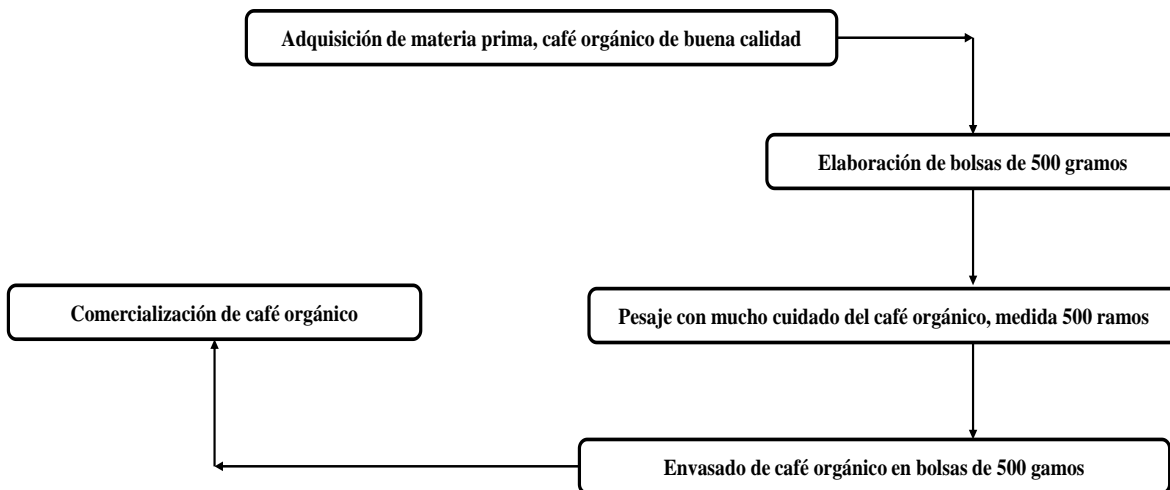 Adquisición de materia prima, café orgánico de buena calidad
Elaboración de bolsas de 500 gramos
Pesaje con mucho cuidado del café orgánico, medida 500 ramos
Comercialización de café orgánico
Envasado de café orgánico en bolsas de 500 gamos